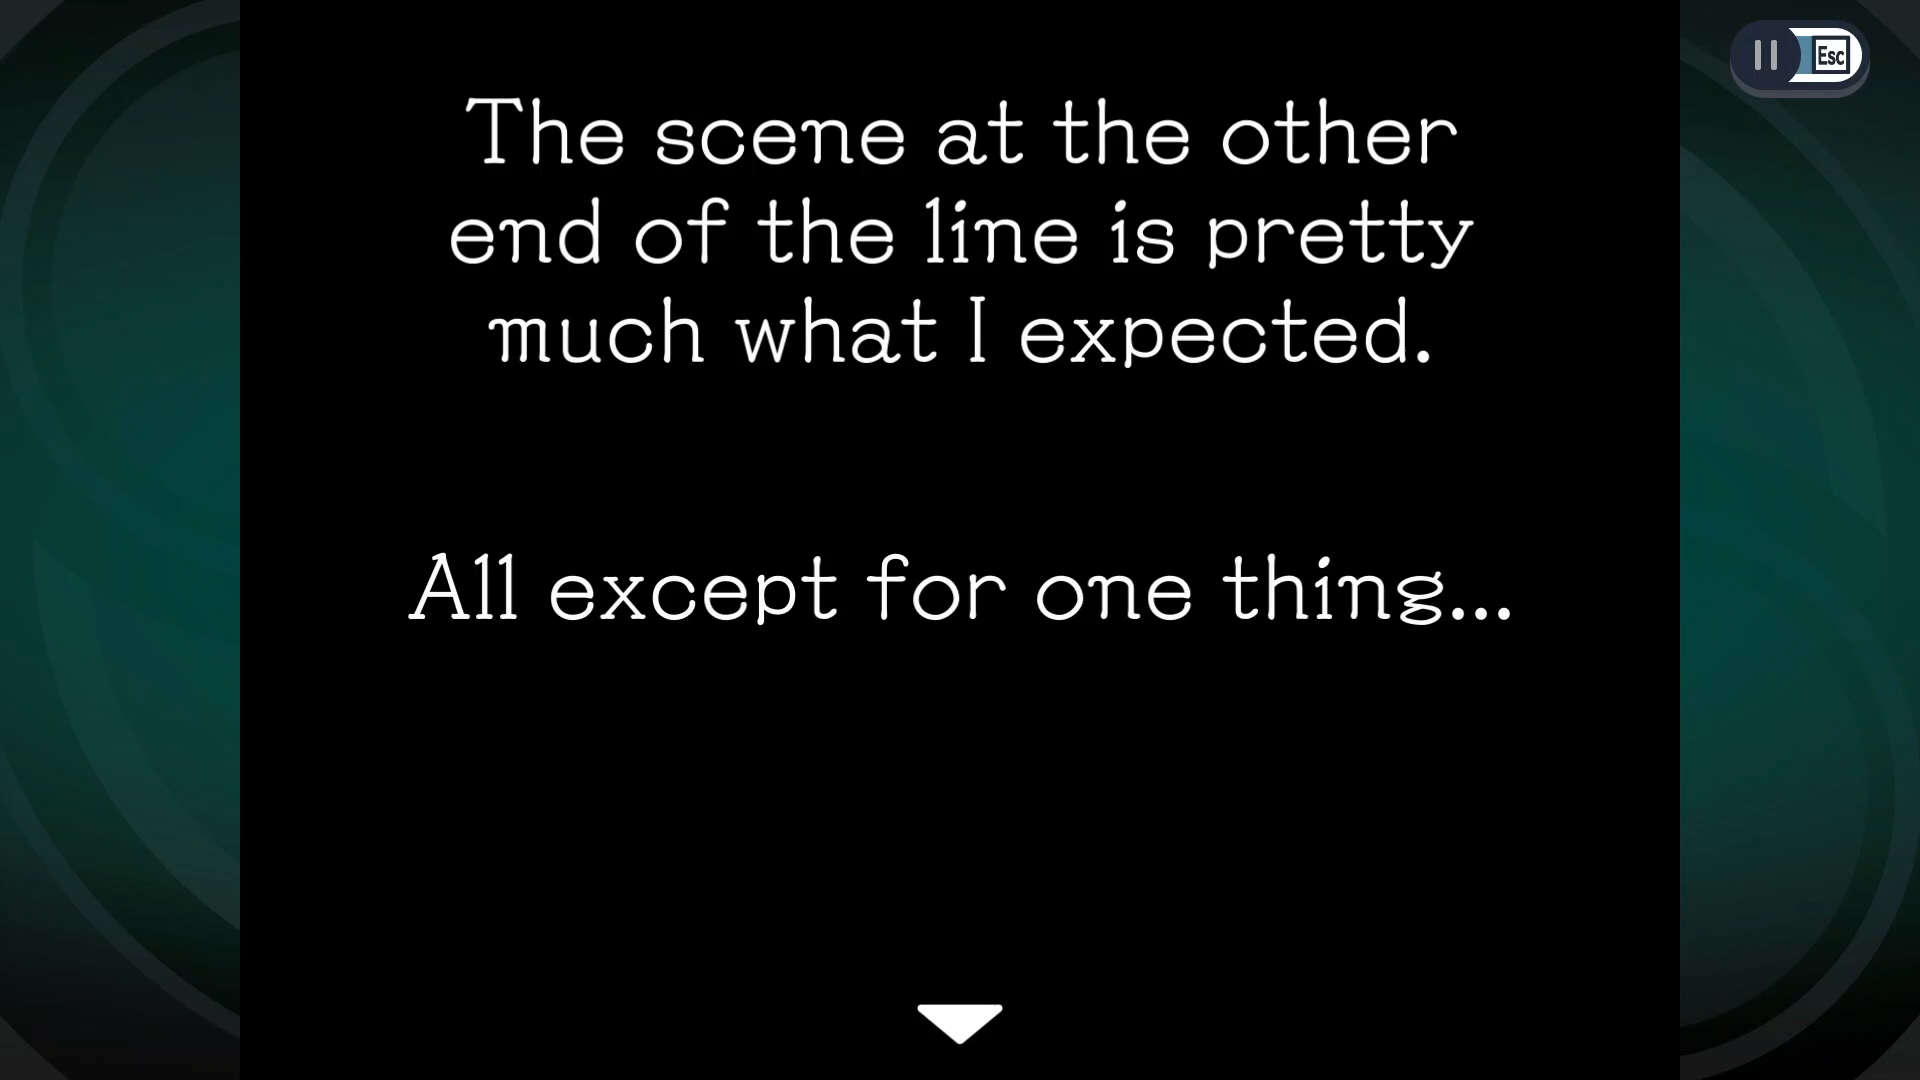 Esc
The scene at the other
end of the line is pretty
much what I expected.
All except for one thing...